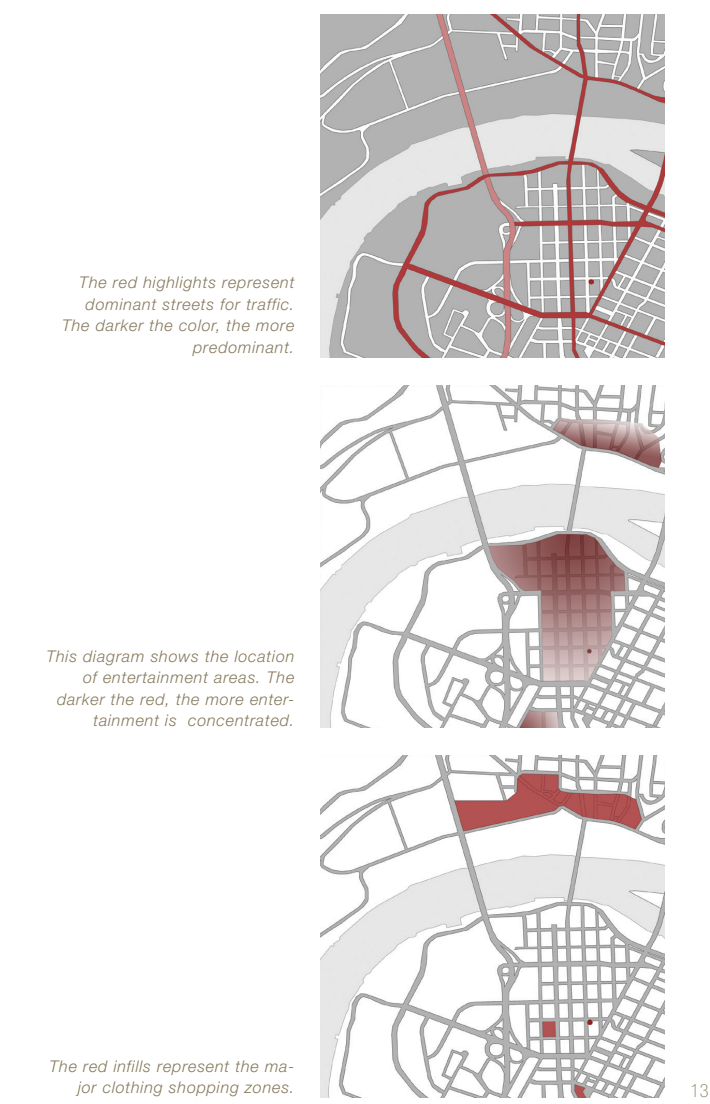 The red highlights represent
dominant streets for traffic.
The darker the color, the more
predominant.
This diagram shows the location
of entertainment areas. The
darker the red, the more enter-
tainment is  concentrated.
The red infills represent the ma-
jor clothing shopping zones.
13